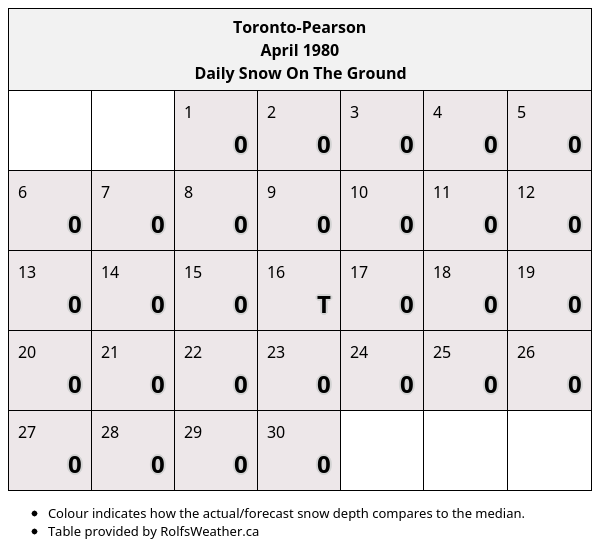 Toronto-Pearson
April 1980
Daily Snow On The Ground
1 2 3 4 5
0 0 0 0 0
6 7 8 9 10 11 12
0 0 0 0 0 0 0
13 14 15 16 17 18 19
0 0 0 T 0 0 0
20 21 22 23 24 25 26
0 0 0 0 0 0 0
27 28 29 30
0 0 0 0
• Colour indicates how the actual/forecast snow depth compares to the median.
• Table provided by RolfsWeather.ca